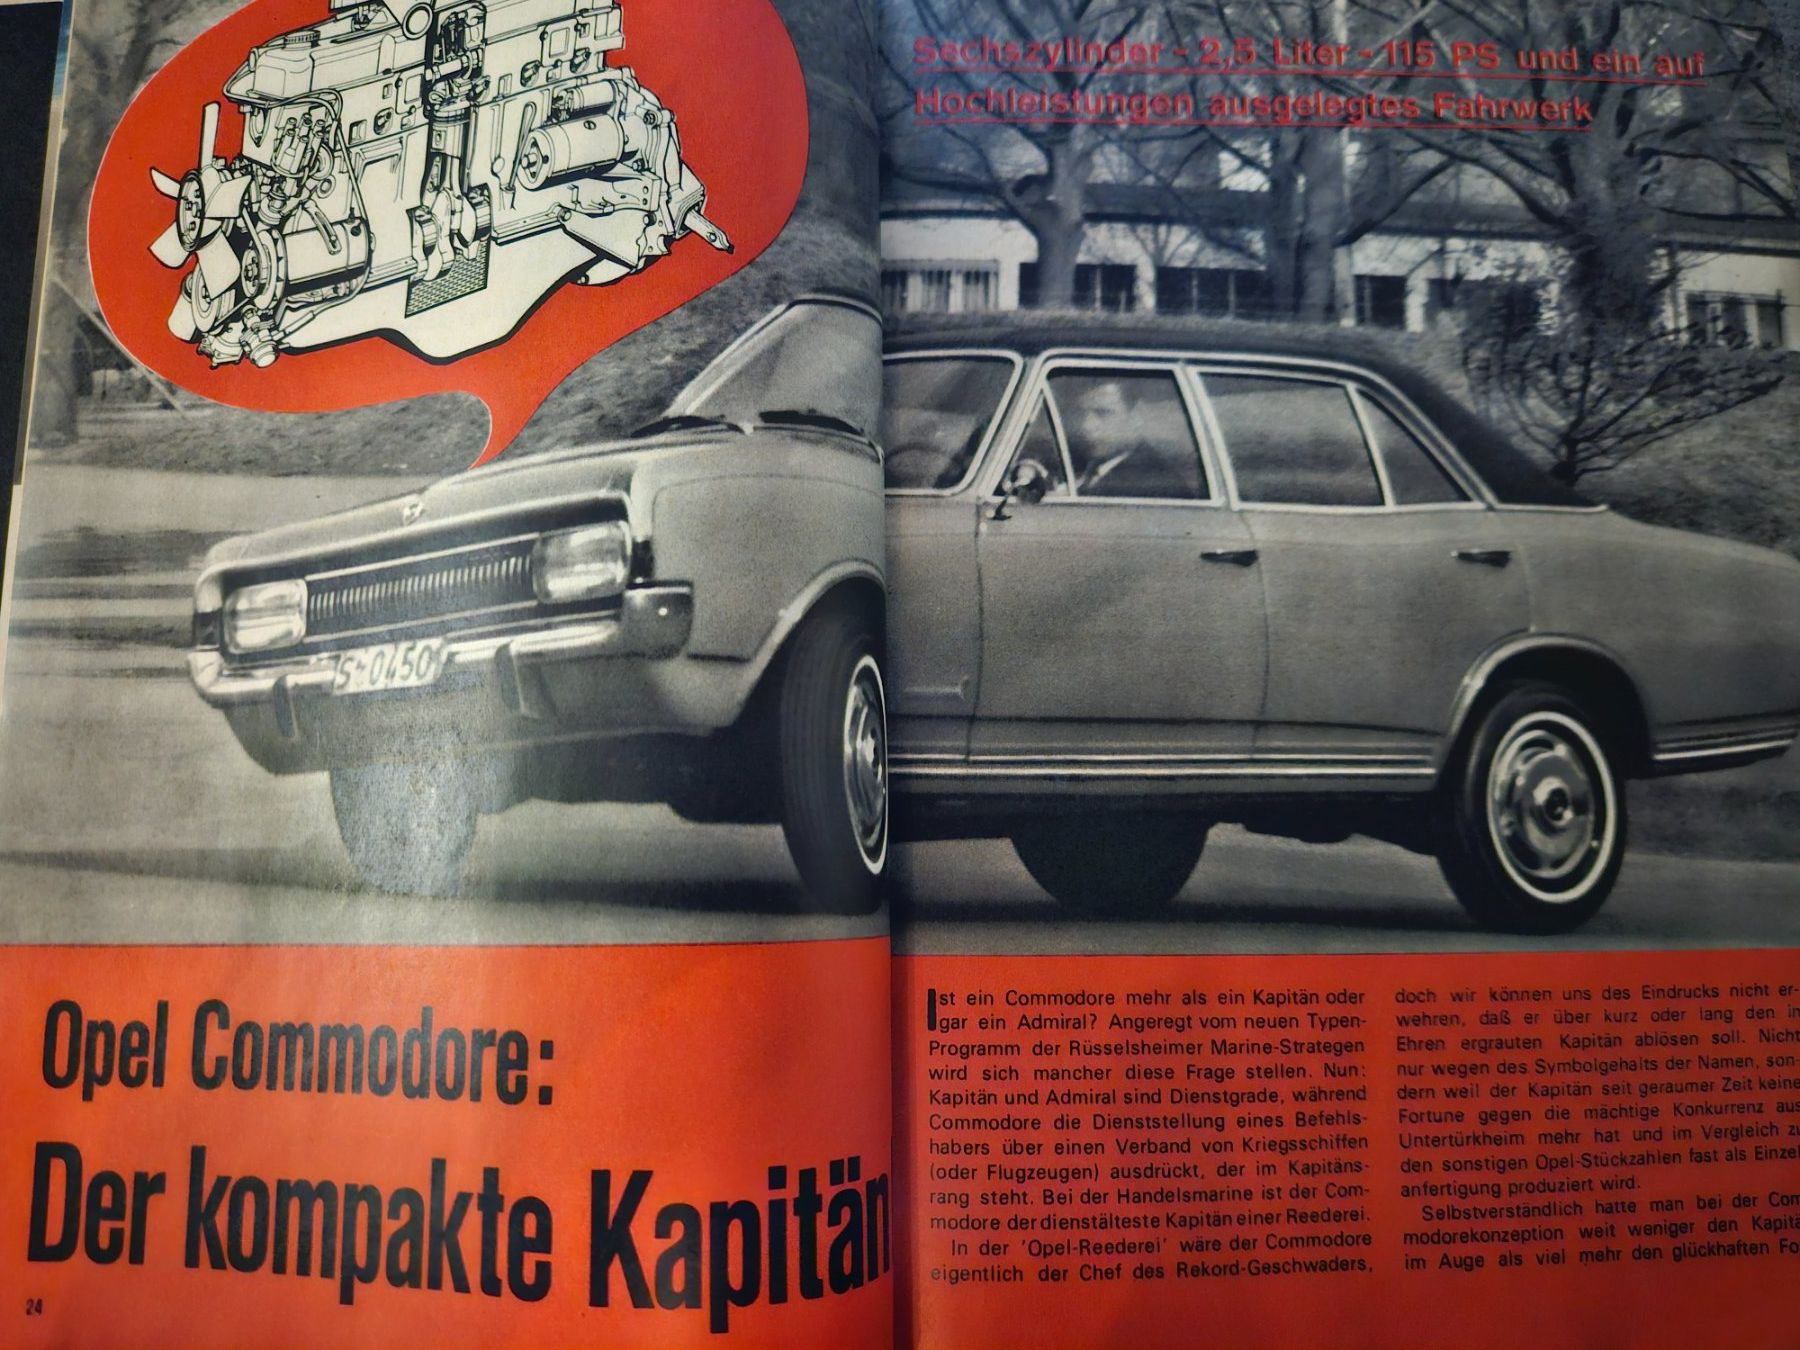 Sechszylinder - 2,5 Liter - 115 PS und ein auf
Hochleistungen ausgelegtes Fahrwerk
0450
Opel Commodore:
Der kompakte Kapitän
24
Ist ein Commodore mehr als ein Kapitän oder
gar ein Admiral? Angeregt vom neuen Typen-
Programm der Rüsselsheimer Marine-Strategen
wird sich mancher diese Frage stellen. Nun:
Kapitän und Admiral sind Dienstgrade, während
Commodore die Dienststellung eines Befehls-
habers über einen Verband von Kriegsschiffen
(oder Flugzeugen) ausdrückt, der im Kapitäns-
rang steht. Bei der Handelsmarine ist der Com-
modore der dienstälteste Kapitän einer Reederei.
In der 'Opel-Reederei' wäre der Commodore
eigentlich der Chef des Rekord-Geschwaders,
doch wir können uns des Eindrucks nicht er-
wehren, daß er über kurz oder lang den in
Ehren ergrauten Kapitän ablösen soll. Nicht
nur wegen des Symbolgehalts der Namen, son-
dern weil der Kapitän seit geraumer Zeit keine
Fortune gegen die mächtige Konkurrenz aus
Untertürkheim mehr hat und im Vergleich zu
den sonstigen Opel-Stückzahlen fast als Einzel
anfertigung produziert wird.
Selbstverständlich hatte man bei der Com
modorekonzeption weit weniger den Kapitä
im Auge als viel mehr den glückhaften Fo